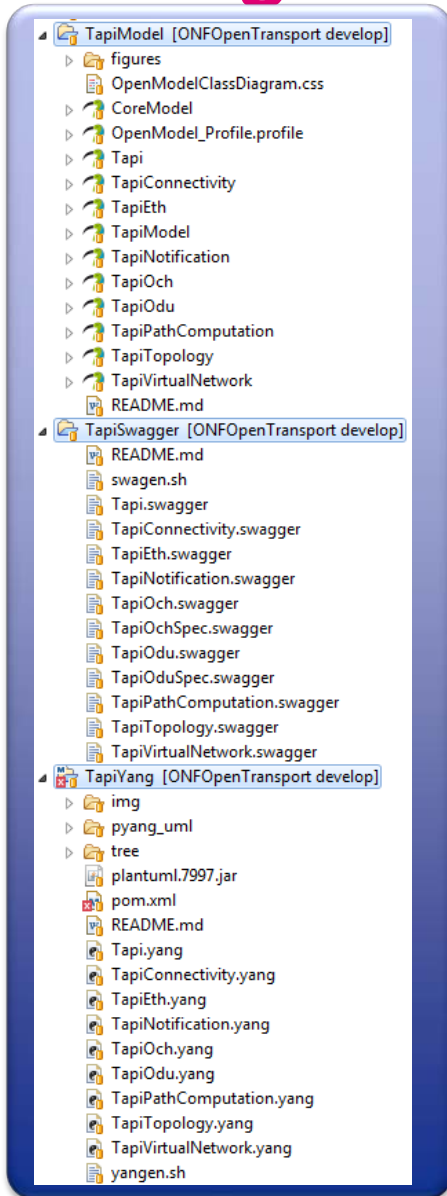 TapiModel [ONFOpenTransport develop]
figures
OpenModelClassDiagram.css
CoreModel
OpenModel_Profile.profile
Tapi
TapiConnectivity
TapiEth
TapiModel
TapiNotification
TapiOch
TapiOdu
TapiPathComputation
TapiTopology
TapiVirtualNetwork
README.md
TapiSwagger [ONFOpenTransport develop]
README.md
swagen.sh
Tapi.swagger
TapiConnectivity.swagger
TapiEth.swagger
TapiNotification.swagger
TapiOch.swagger
TapiOchSpec.swagger
TapiOdu.swagger
TapiOduSpec.swagger
TapiPathComputation.swagger
TapiTopology.swagger
TapiVirtualNetwork.swagger
TapiYang [ONFOpenTransport develop]
img
pyang_uml
tree
plantuml.7997.jar
pom.xml
README.md
Tapi.yang
TapiConnectivity.yang
TapiEth.yang
TapiNotification.yang
TapiOch.yang
TapiOdu.yang
TapiPathComputation.yang
TapiTopology.yang
TapiVirtualNetwork.yang
yangen.sh